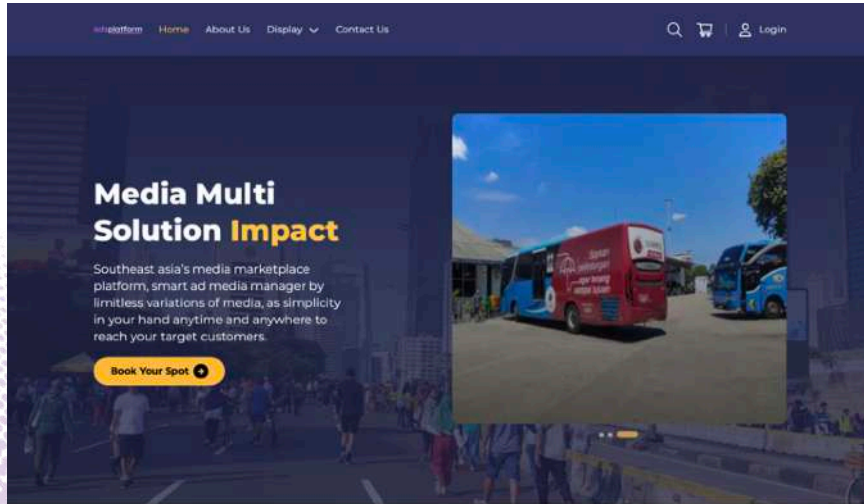 adsplatform Home About Us Display Contact Us Login
Media Multi
Solution Impact
Southeast asia's media marketplace
platform, smart ad media manager by
limitless variations of media, as simplicity
in your hand anytime and anywhere to
reach your target customers.
Book Your Spot